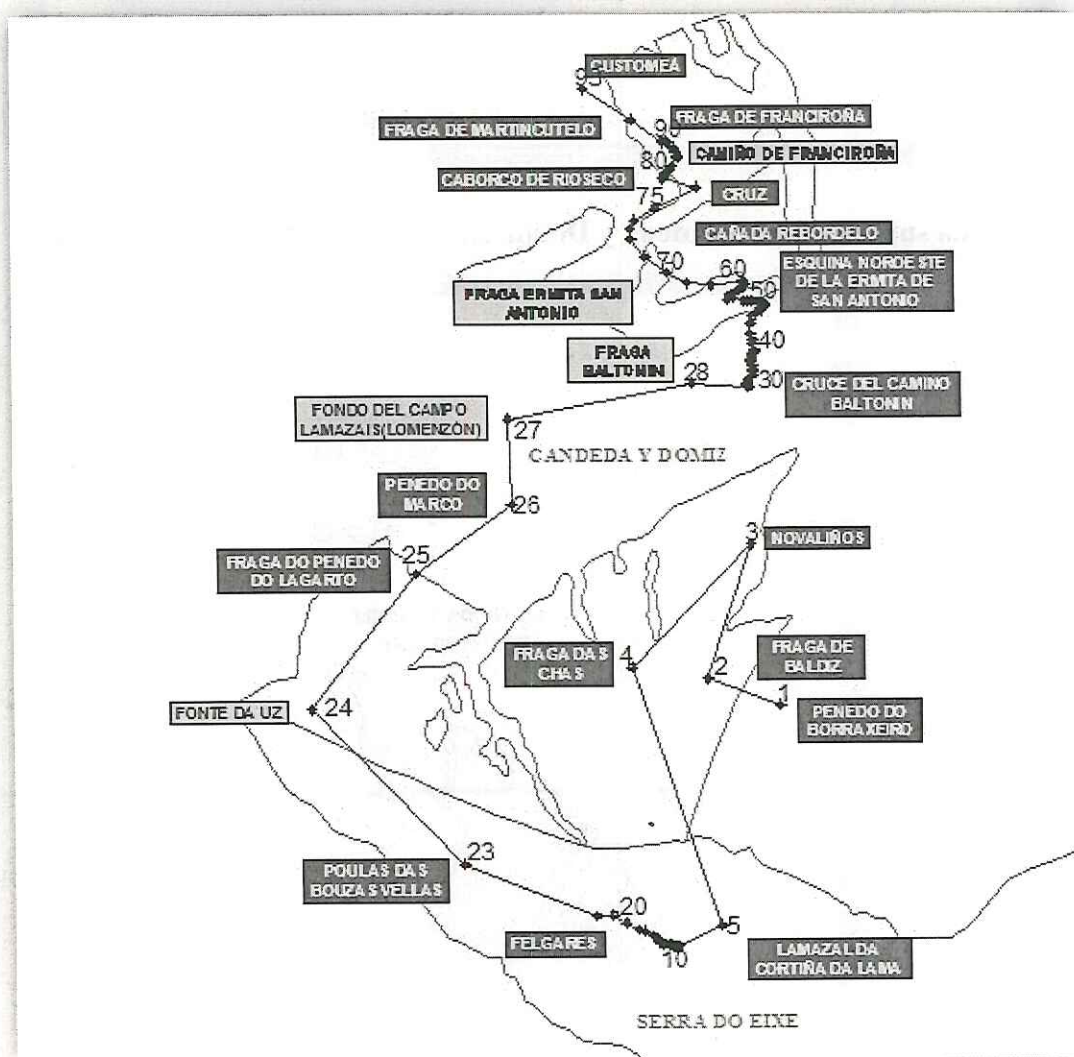 CUSTOMEA
95
FRAGA DE MARTINCUTELO
FRAGA DE FRANCIROÑA
90
CAMIÑO DE FRANCIROÑA
80
CABORCO DE RIOSECO
CRUZ
75
CAÑADA REBORDELO
70
60
ESQUINA NORDESTE
DE LA ERMITA DE
SAN ANTONIO
50
FRAGA ERMITA SAN
ANTONIO
40
FRAGA
BALTONIN
28
30
CRUCE DEL CAMINO
BALTONIN
FONDO DEL CAMPO
LAMAZAIS(LOMENZÓN)
27
CANDEDA Y DOMIZ
PENEDO DO
MARCO
26
3
NOVALIÑOS
25
FRAGA DO PENEDO
DO LAGARTO
FRAGA DAS
CHAS
4
2
FRAGA DE
BALDIZ
1
PENEDO DO
BORRAXEIRO
FONTE DA UZ
24
23
POULAS DAS
BOUZAS VELLAS
20
FELGARES
10
5
LAMAZAL DA
CORTIÑA DA LAMA
SERRA DO EIXE